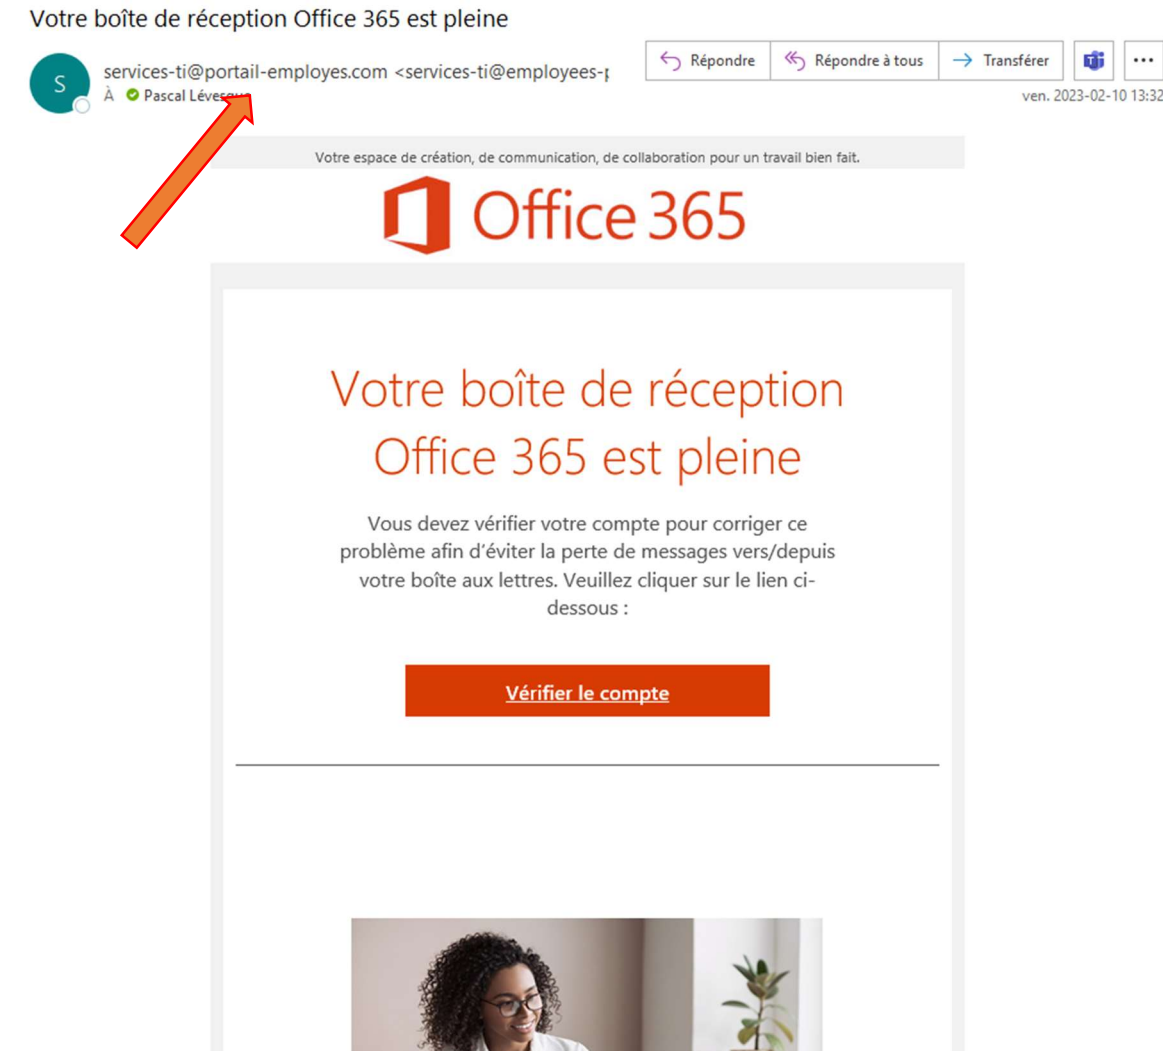 Votre boîte de réception Office 365 est pleine
S
services-ti@portail-employes.com <services-ti@employees-
À Pascal Lévesque
Répondre
Répondre à tous
Transférer
ven. 2023-02-10 13:32
Votre espace de création, de communication, de collaboration pour un travail bien fait.
Office 365
Votre boîte de réception
Office 365 est pleine
Vous devez vérifier votre compte pour corriger ce
problème afin d'éviter la perte de messages vers/depuis
votre boîte aux lettres. Veuillez cliquer sur le lien ci-
dessous :
Vérifier le compte